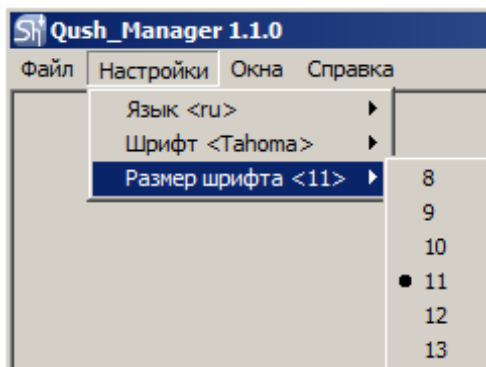 Qush_Manager 1.1.0
Файл Настройки Окна Справка
Язык <ru>
Шрифт <Tahoma>
Размер шрифта <11>
8
9
10
11
12
13